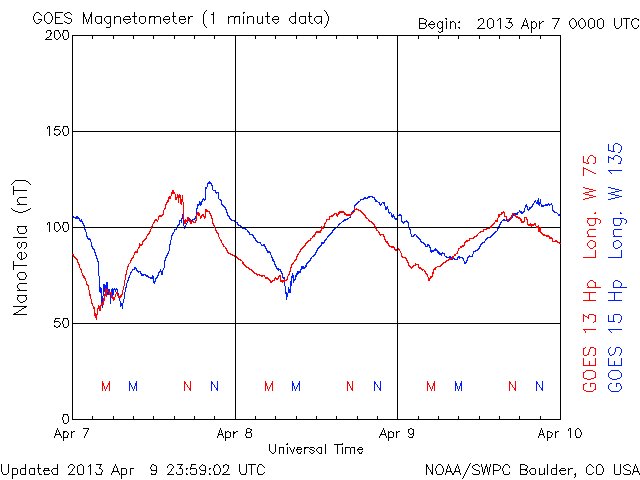 GOES Magnetometer (1 minute data)
Begin: 2013 Apr 7 0000 UTC
200
150
100
50
0
NanoTesla (nT)
M M N N M M N N M M N N
Apr 7 Apr 8 Apr 9 Apr 10
Universal Time
GOES 13 Hp Long. W 75
GOES 15 Hp Long. W 135
Updated 2013 Apr 9 23:59:02 UTC
NOAA/SWPC Boulder, CO USA